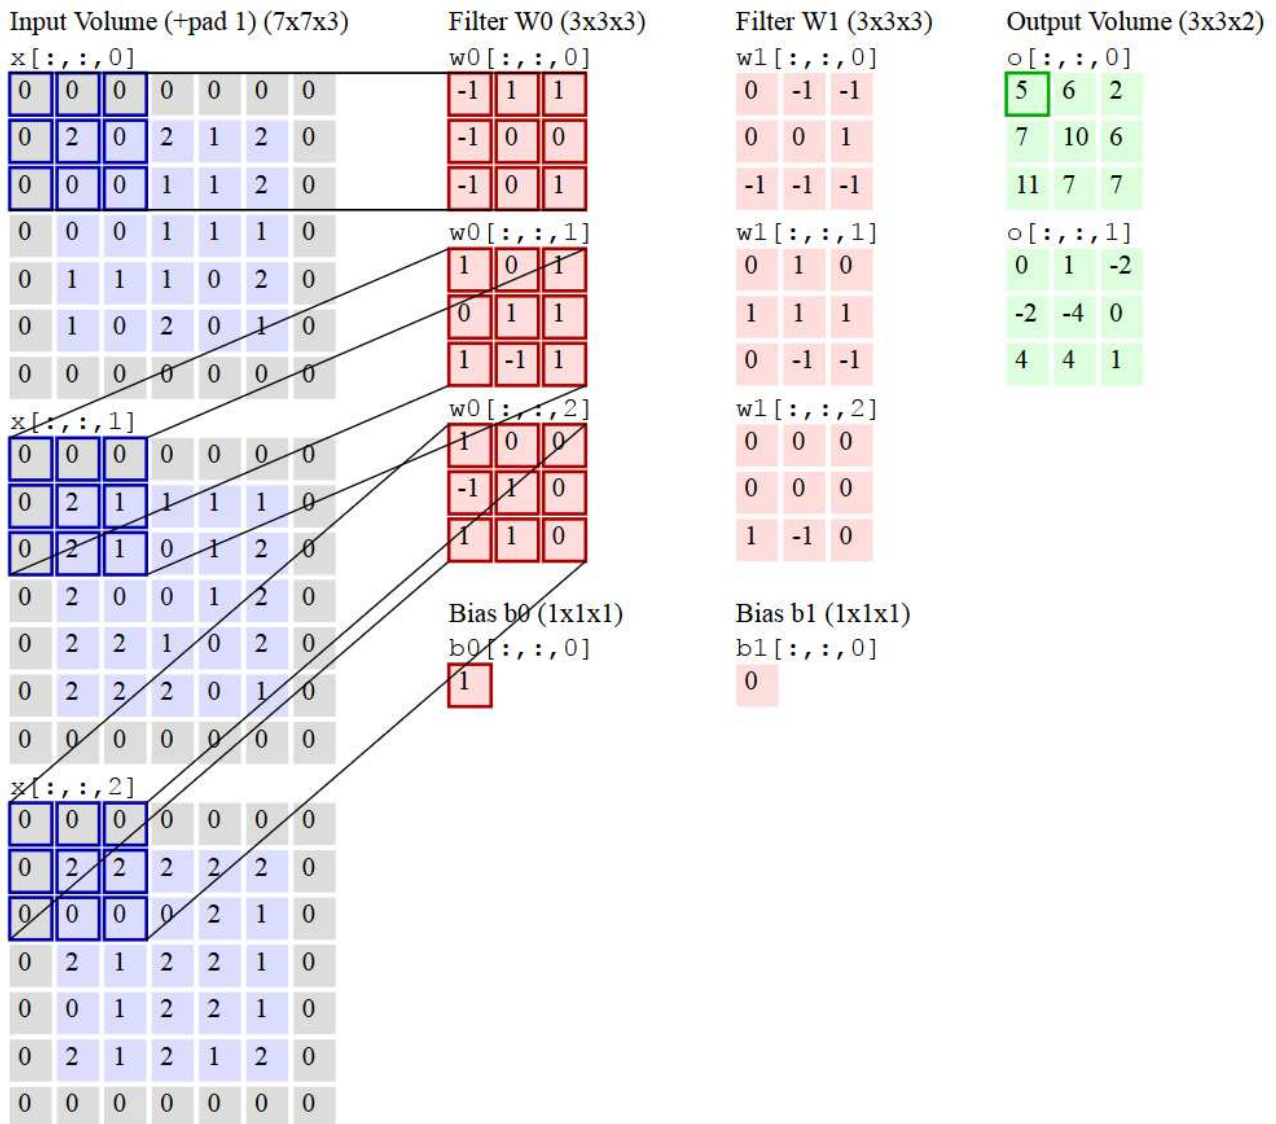 Input Volume (+pad 1) (7x7x3)
x[:,:,0]
0 0 0 0 0 0 0
0 2 0 2 1 2 0
0 0 0 1 1 2 0
0 0 0 1 1 1 0
0 1 1 1 0 2 0
0 1 0 2 0 1 0
0 0 0 0 0 0 0
x[:,:,1]
0 0 0 0 0 0 0
0 2 1 1 1 1 0
0 2 1 0 1 2 0
0 2 0 0 1 2 0
0 2 2 1 0 2 0
0 2 2 2 0 1 0
0 0 0 0 0 0 0
x[:,:,2]
0 0 0 0 0 0 0
0 2 2 2 2 2 0
0 0 0 0 2 1 0
0 2 1 2 2 1 0
0 0 1 2 2 1 0
0 2 1 2 1 2 0
0 0 0 0 0 0 0
Filter W0 (3x3x3)
w0[:,:,0]
-1 1 1
-1 0 0
-1 0 1
w0[:,:,1]
1 0 1
0 1 1
1 -1 1
w0[:,:,2]
1 0 0
-1 1 0
1 1 0
Bias b0 (1x1x1)
b0[:,:,0]
1
Filter W1 (3x3x3)
w1[:,:,0]
0 -1 -1
0 0 1
-1 -1 -1
w1[:,:,1]
0 1 0
1 1 1
0 -1 -1
w1[:,:,2]
0 0 0
0 0 0
1 -1 0
Bias b1 (1x1x1)
b1[:,:,0]
0
Output Volume (3x3x2)
o[:,:,0]
5 6 2
7 10 6
11 7 7
o[:,:,1]
0 1 -2
-2 -4 0
4 4 1